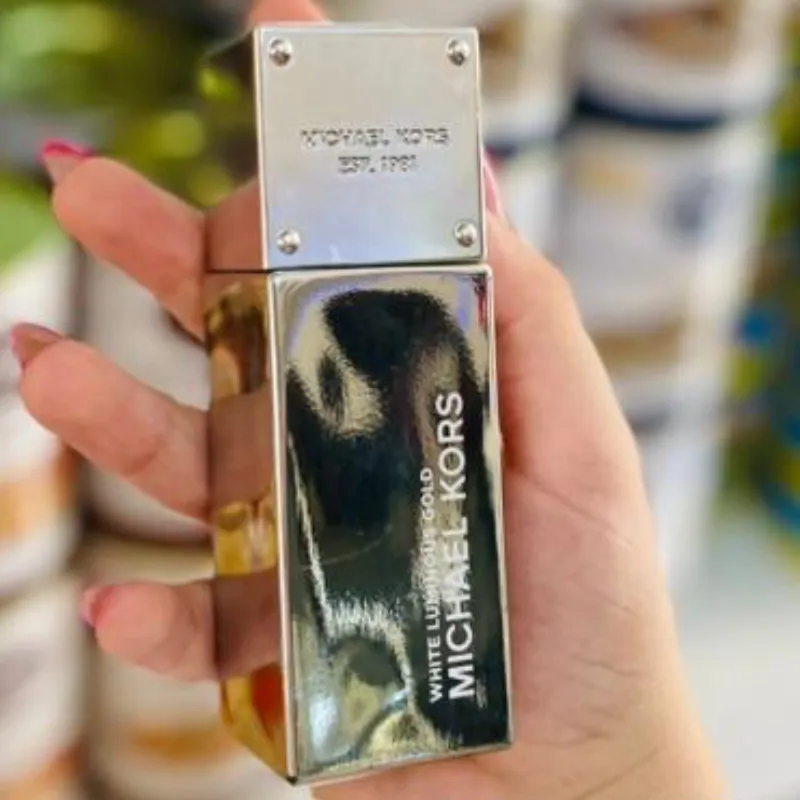 MICHAEL KORS
EST. 1981
WHITE LUMINOUS GOLD
MICHAEL KORS